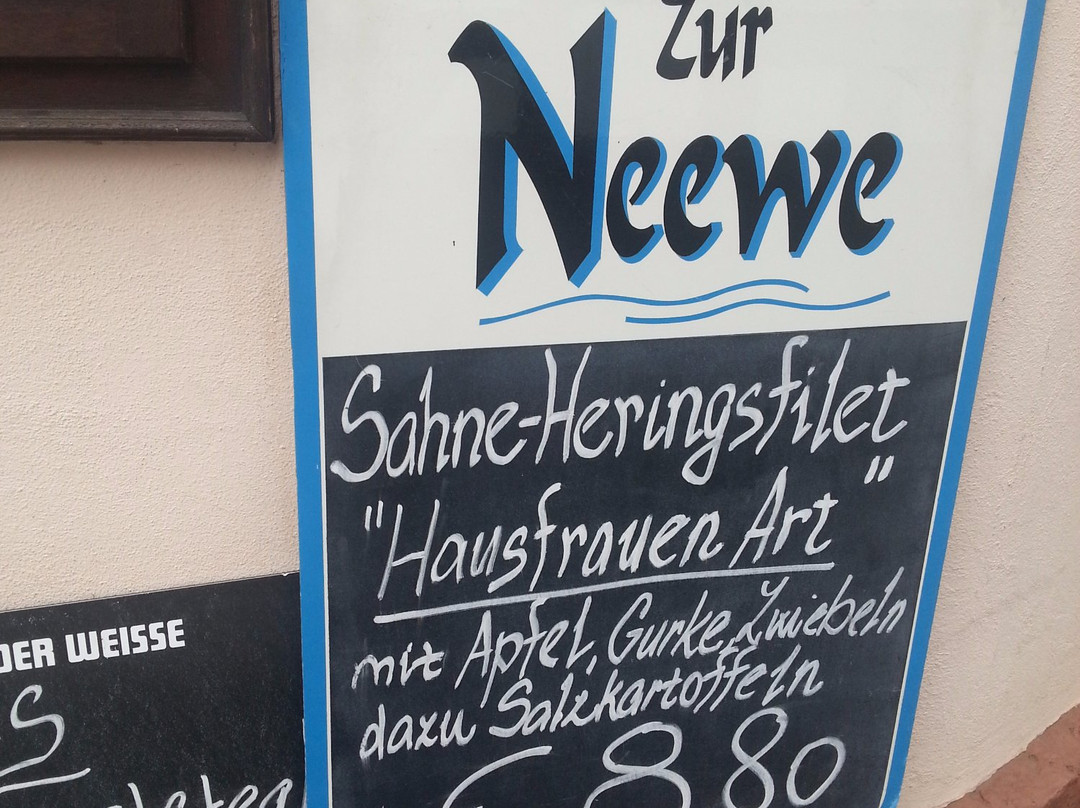 Zur
Neewe
Sahne-Heringsfilet
"Hausfrauen Art"
mit Apfel, Gurke, Zwiebeln
dazu Salzkartoffeln
€ 8,80
DER WEISSE